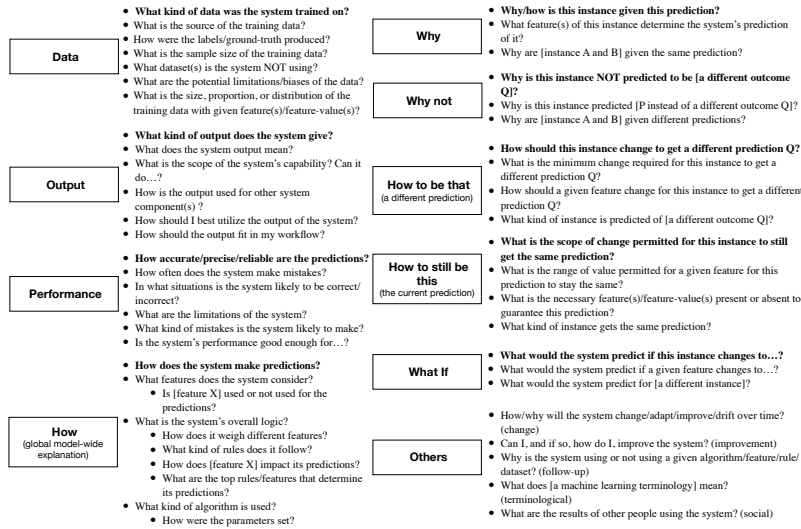 Data
• What kind of data was the system trained on?
• What is the source of the training data?
• How were the labels/ground-truth produced?
• What is the sample size of the training data?
• What dataset(s) is the system NOT using?
• What are the potential limitations/biases of the data?
• What is the size, proportion, or distribution of the
training data with given feature(s)/feature-value(s)?
Output
• What kind of output does the system give?
• What does the system output mean?
• What is the scope of the system's capability? Can it
do…?
• How is the output used for other system
component(s) ?
• How should I best utilize the output of the system?
• How should the output fit in my workflow?
Performance
• How accurate/precise/reliable are the predictions?
• How often does the system make mistakes?
• In what situations is the system likely to be correct/
incorrect?
• What are the limitations of the system?
• What kind of mistakes is the system likely to make?
• Is the system's performance good enough for…?
How
(global model-wide
explanation)
• How does the system make predictions?
• What features does the system consider?
• Is [feature X] used or not used for the
predictions?
• What is the system's overall logic?
• How does it weigh different features?
• What kind of rules does it follow?
• How does [feature X] impact its predictions?
• What are the top rules/features that determine
its predictions?
• What kind of algorithm is used?
• How were the parameters set?
Why
• Why/how is this instance given this prediction?
• What feature(s) of this instance determine the system's prediction
of it?
• Why are [instance A and B] given the same prediction?
Why not
• Why is this instance NOT predicted to be [a different outcome
Q]?
• Why is this instance predicted [P instead of a different outcome Q]?
• Why are [instance A and B] given different predictions?
How to be that
(a different prediction)
• How should this instance change to get a different prediction Q?
• What is the minimum change required for this instance to get a
different prediction Q?
• How should a given feature change for this instance to get a different
prediction Q?
• What kind of instance is predicted of [a different outcome Q]?
How to still be
this
(the current prediction)
• What is the scope of change permitted for this instance to still
get the same prediction?
• What is the range of value permitted for a given feature for this
prediction to stay the same?
• What is the necessary feature(s)/feature-value(s) present or absent to
guarantee this prediction?
• What kind of instance gets the same prediction?
What If
• What would the system predict if this instance changes to…?
• What would the system predict if a given feature changes to…?
• What would the system predict for [a different instance]?
Others
• How/why will the system change/adapt/improve/drift over time?
(change)
• Can I, and if so, how do I, improve the system? (improvement)
• Why is the system using or not using a given algorithm/feature/rule/
dataset? (follow-up)
• What does [a machine learning terminology] mean?
(terminological)
• What are the results of other people using the system? (social)